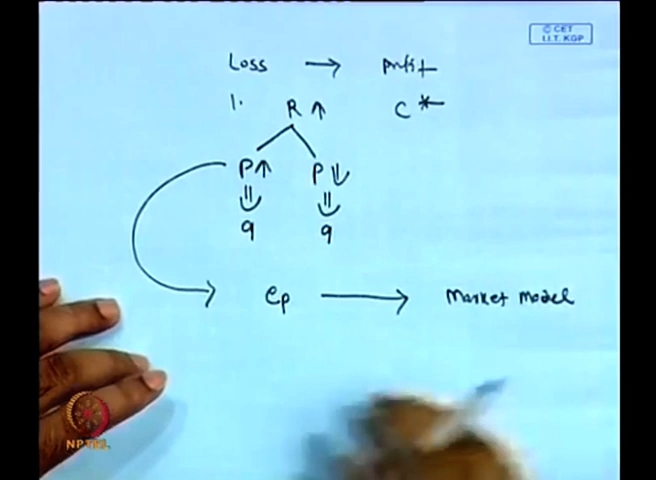 © CET
I.I.T. KGP
Loss → Profit
1. R ↑ C *
P ↑ P ⇓
⇓ ⇓
q q
ep → Market Model
NPTEL